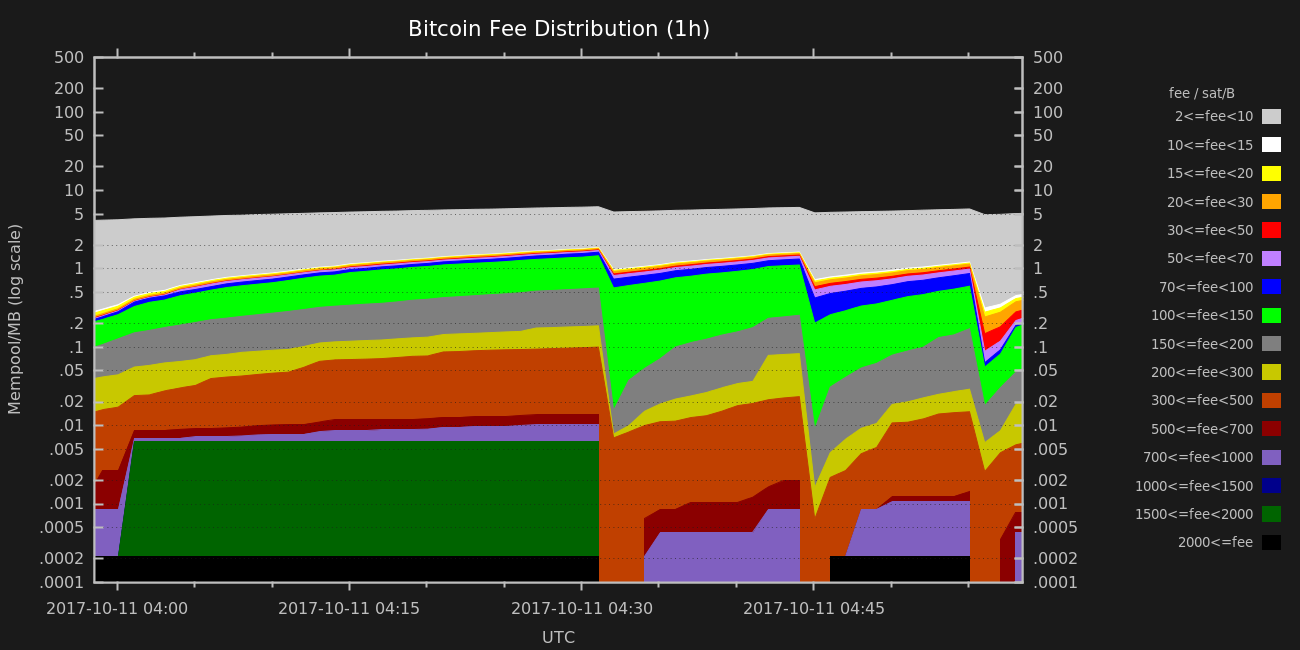 Bitcoin Fee Distribution (1h)
Mempool/MB (log scale)
500
200
100
50
20
10
5
2
1
.5
.2
.1
.05
.02
.01
.005
.002
.001
.0005
.0002
.0001
500
200
100
50
20
10
5
2
1
.5
.2
.1
.05
.02
.01
.005
.002
.001
.0005
.0002
.0001
2017-10-11 04:00
2017-10-11 04:15
2017-10-11 04:30
2017-10-11 04:45
UTC
fee / sat/B
2<=fee<10
10<=fee<15
15<=fee<20
20<=fee<30
30<=fee<50
50<=fee<70
70<=fee<100
100<=fee<150
150<=fee<200
200<=fee<300
300<=fee<500
500<=fee<700
700<=fee<1000
1000<=fee<1500
1500<=fee<2000
2000<=fee